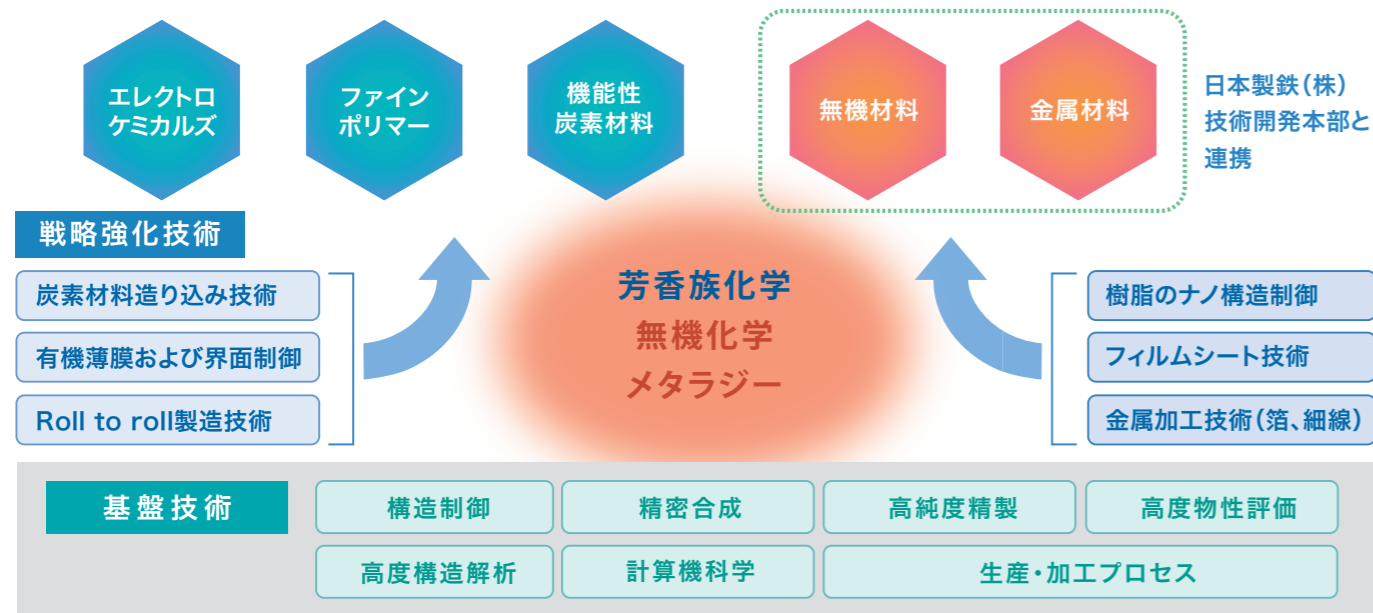 エレクトロ
ケミカルズ
ファイン
ポリマー
機能性
炭素材料
無機材料
金属材料
日本製鉄(株)
技術開発本部と
連携
戦略強化技術
炭素材料造り込み技術
有機薄膜および界面制御
Roll to roll製造技術
芳香族化学
無機化学
メタラジー
樹脂のナノ構造制御
フィルムシート技術
金属加工技術(箔、細線)
基盤技術
構造制御
精密合成
高純度精製
高度物性評価
高度構造解析
計算機科学
生産・加工プロセス